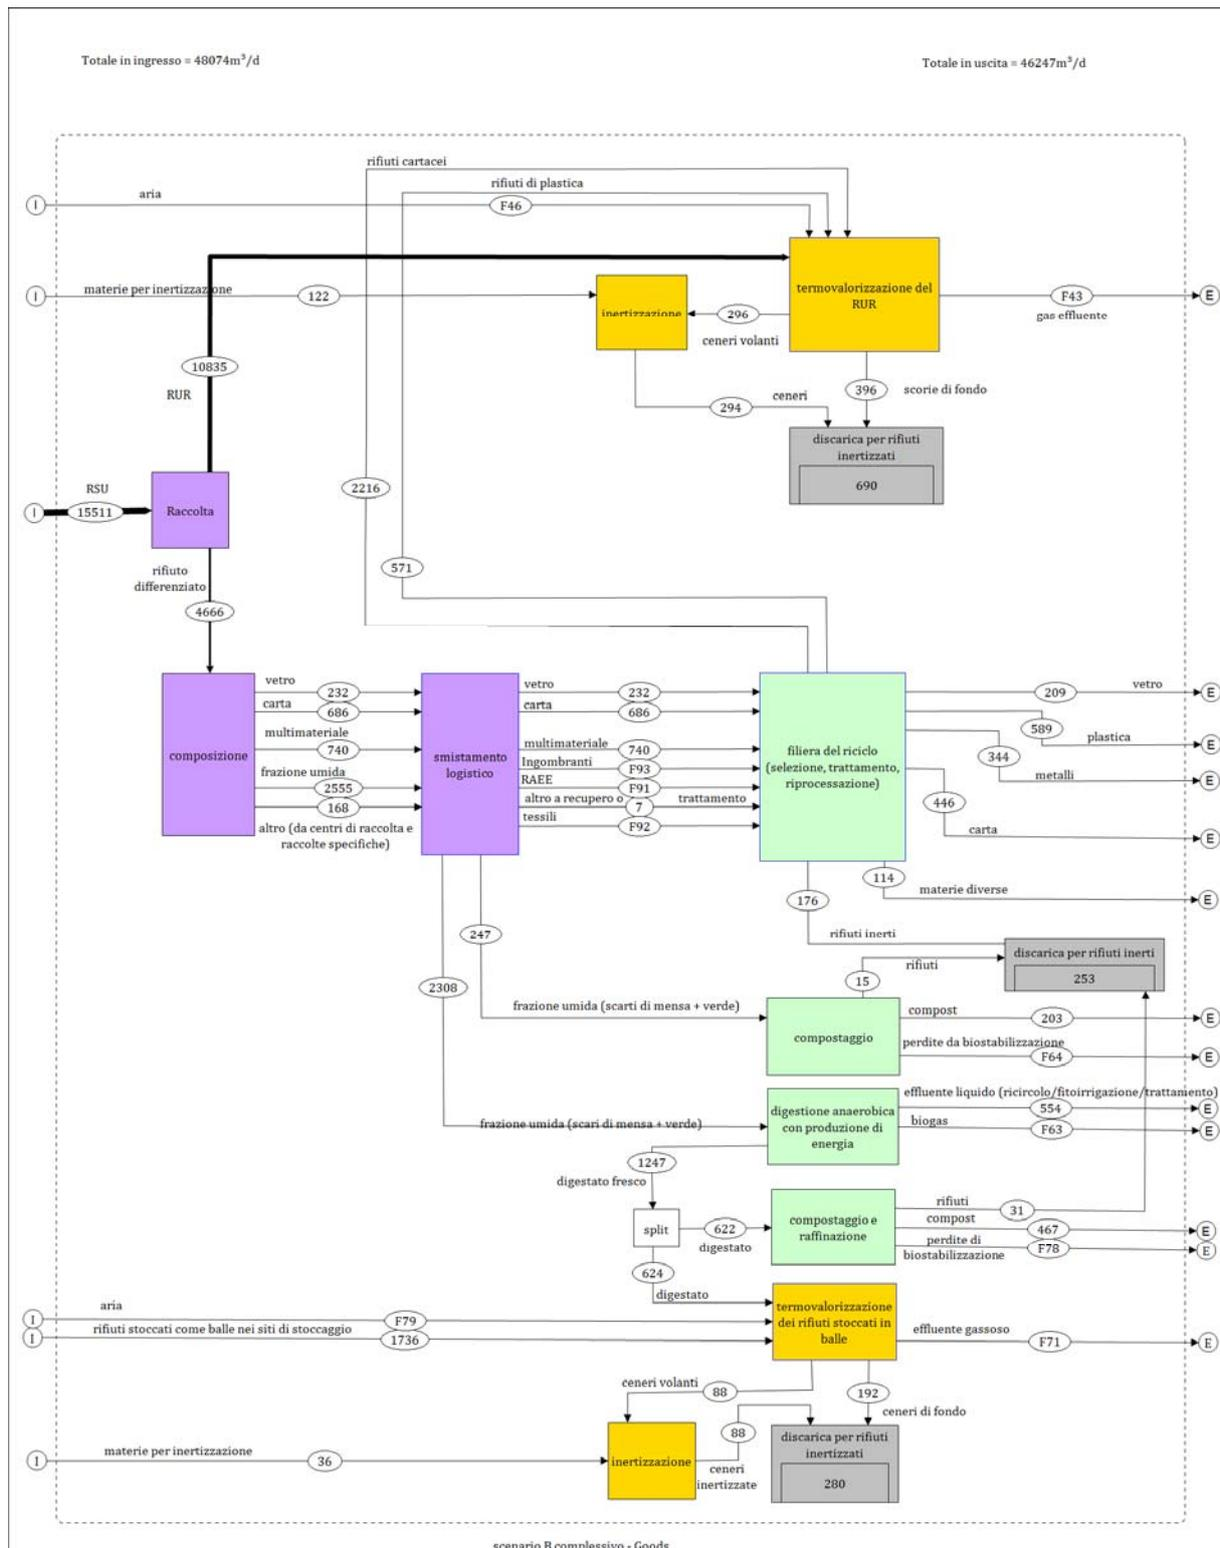 Totale in ingresso = 48074m³/d
Totale in uscita = 46247m³/d
rifiuti cartacei
rifiuti di plastica
aria
I
F46
materie per inertizzazione
I
122
inertizzazione
296
ceneri volanti
termovalorizzazione del
RUR
F43
E
gas effluente
10835
RUR
294
ceneri
396
scorie di fondo
discarica per rifiuti
inertizzati
690
2216
RSU
I
15511
Raccolta
571
rifiuto
differenziato
4666
composizione
vetro
232
carta
686
multimateriale
740
frazione umida
2555
168
altro (da centri di raccolta e
raccolte specifiche)
smistamento
logistico
vetro
232
carta
686
multimateriale
740
Ingombranti
F93
RAEE
F91
altro a recupero o
7
trattamento
tessili
F92
filiera del riciclo
(selezione, trattamento,
riprocessazione)
209
vetro
E
589
plastica
E
344
metalli
E
446
carta
E
114
materie diverse
E
176
rifiuti inerti
discarica per rifiuti inerti
253
247
2308
15
rifiuti
frazione umida (scarti di mensa + verde)
compostaggio
compost
203
E
perdite da biostabilizzazione
F64
E
frazione umida (scari di mensa + verde)
digestione anaerobica
con produzione di
energia
effluente liquido (ricircolo/fitoirrigazione/trattamento)
554
E
biogas
F63
E
1247
digestato fresco
split
622
digestato
compostaggio e
raffinazione
rifiuti
31
compost
467
E
perdite di
biostabilizzazione
F78
E
624
digestato
aria
I
F79
rifiuti stoccati come balle nei siti di stoccaggio
I
1736
termovalorizzazione
dei rifiuti stoccati in
balle
effluente gassoso
F71
E
ceneri volanti
88
192
ceneri di fondo
materie per inertizzazione
I
36
inertizzazione
88
ceneri
inertizzate
discarica per rifiuti
inertizzati
280
scenario B complessivo - Goods